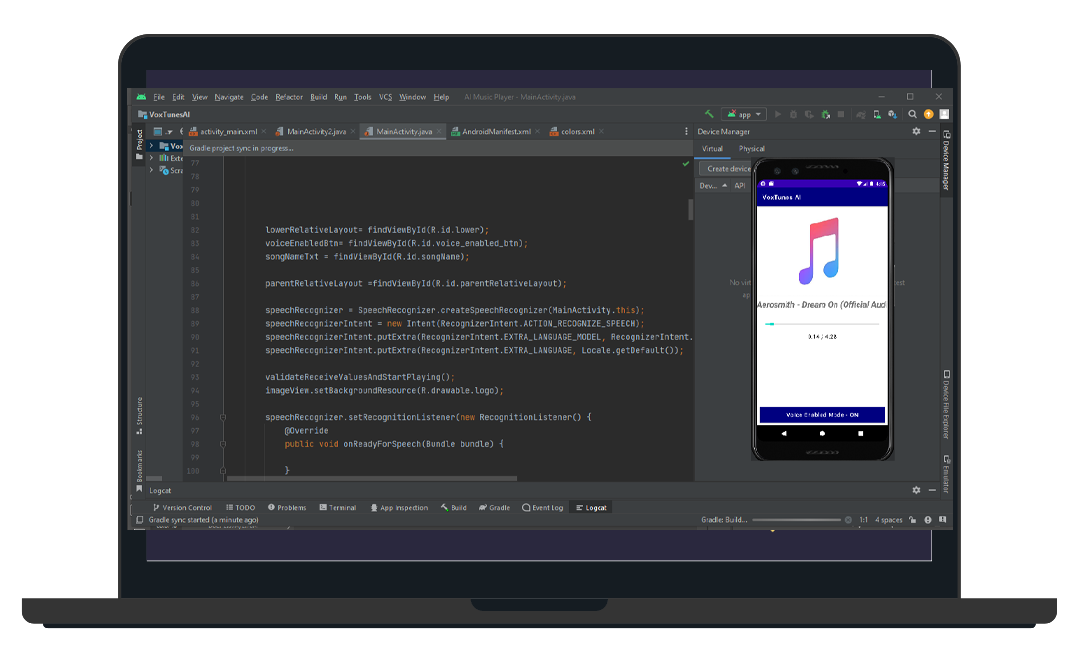 File Edit View Navigate Code Refactor Build Run Tools VCS Window Help AI Music Player - MainActivity.java
VoxTunesAI
app
Project
activity_main.xml MainActivity2.java MainActivity.java AndroidManifest.xml colors.xml
Device Manager
Gradle project sync in progress...
Virtual Physical
Create device
Dev... API
Vox
Exte
Scra
77
78
79
80
81
82 lowerRelativeLayout= findViewById(R.id.lower);
83 voiceEnabledBtn= findViewById(R.id.voice_enabled_btn);
84 songNameTxt = findViewById(R.id.songName);
85
86 parentRelativeLayout =findViewById(R.id.parentRelativeLayout);
87
88 speechRecognizer = SpeechRecognizer.createSpeechRecognizer(MainActivity.this);
89 speechRecognizerIntent = new Intent(RecognizerIntent.ACTION_RECOGNIZE_SPEECH);
90 speechRecognizerIntent.putExtra(RecognizerIntent.EXTRA_LANGUAGE_MODEL, RecognizerIntent.
91 speechRecognizerIntent.putExtra(RecognizerIntent.EXTRA_LANGUAGE, Locale.getDefault());
92
93 validateReceiveValuesAndStartPlaying();
94 imageView.setBackgroundResource(R.drawable.logo);
95
96 speechRecognizer.setRecognitionListener(new RecognitionListener() {
97 @Override
98 public void onReadyForSpeech(Bundle bundle) {
99
100 }
No virt
ap
test
VoxTunes AI
Aerosmith - Dream On (Official Aud
0:14 / 4:28
Voice Enabled Mode - ON
Device Manager
Device File Explorer
Emulator
Structure
Bookmarks
Logcat
Version Control TODO Problems Terminal App Inspection Build Gradle Event Log Logcat
Gradle sync started (a minute ago)
Gradle: Build... 1:1 4 spaces